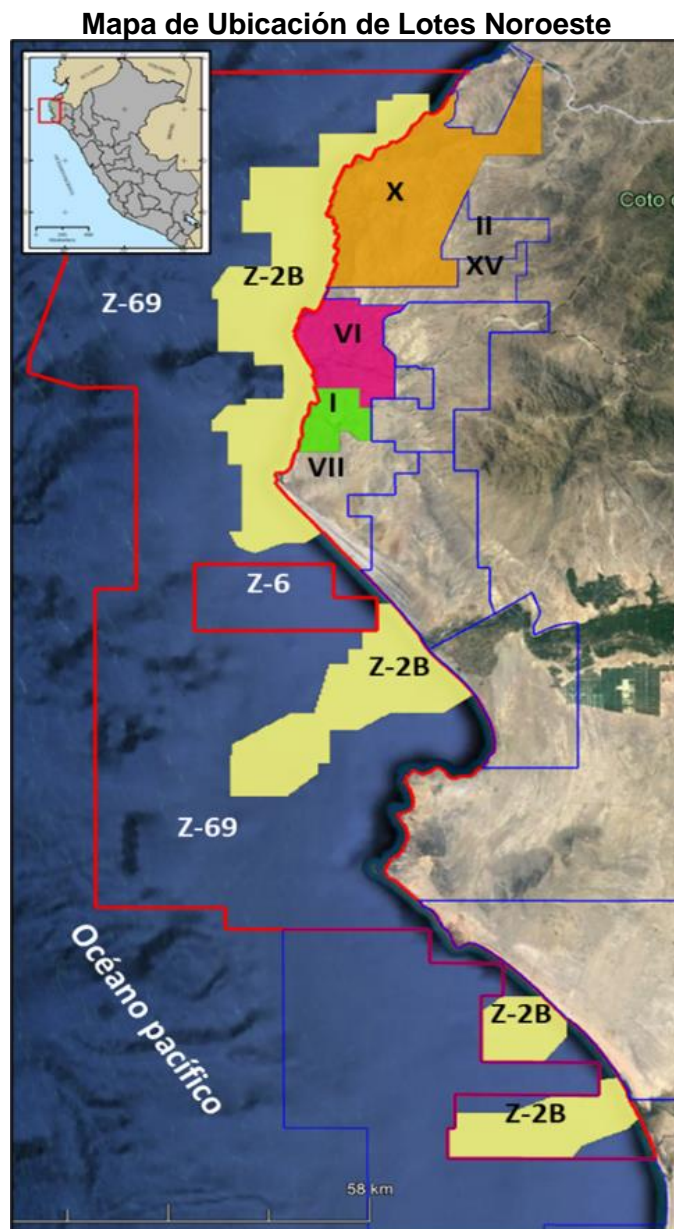 Mapa de Ubicación de Lotes Noroeste
X
Coto
II
XV
Z-2B
Z-69
VI
I
VII
Z-6
Z-2B
Z-69
Océano pacífico
Z-2B
Z-2B
58 km